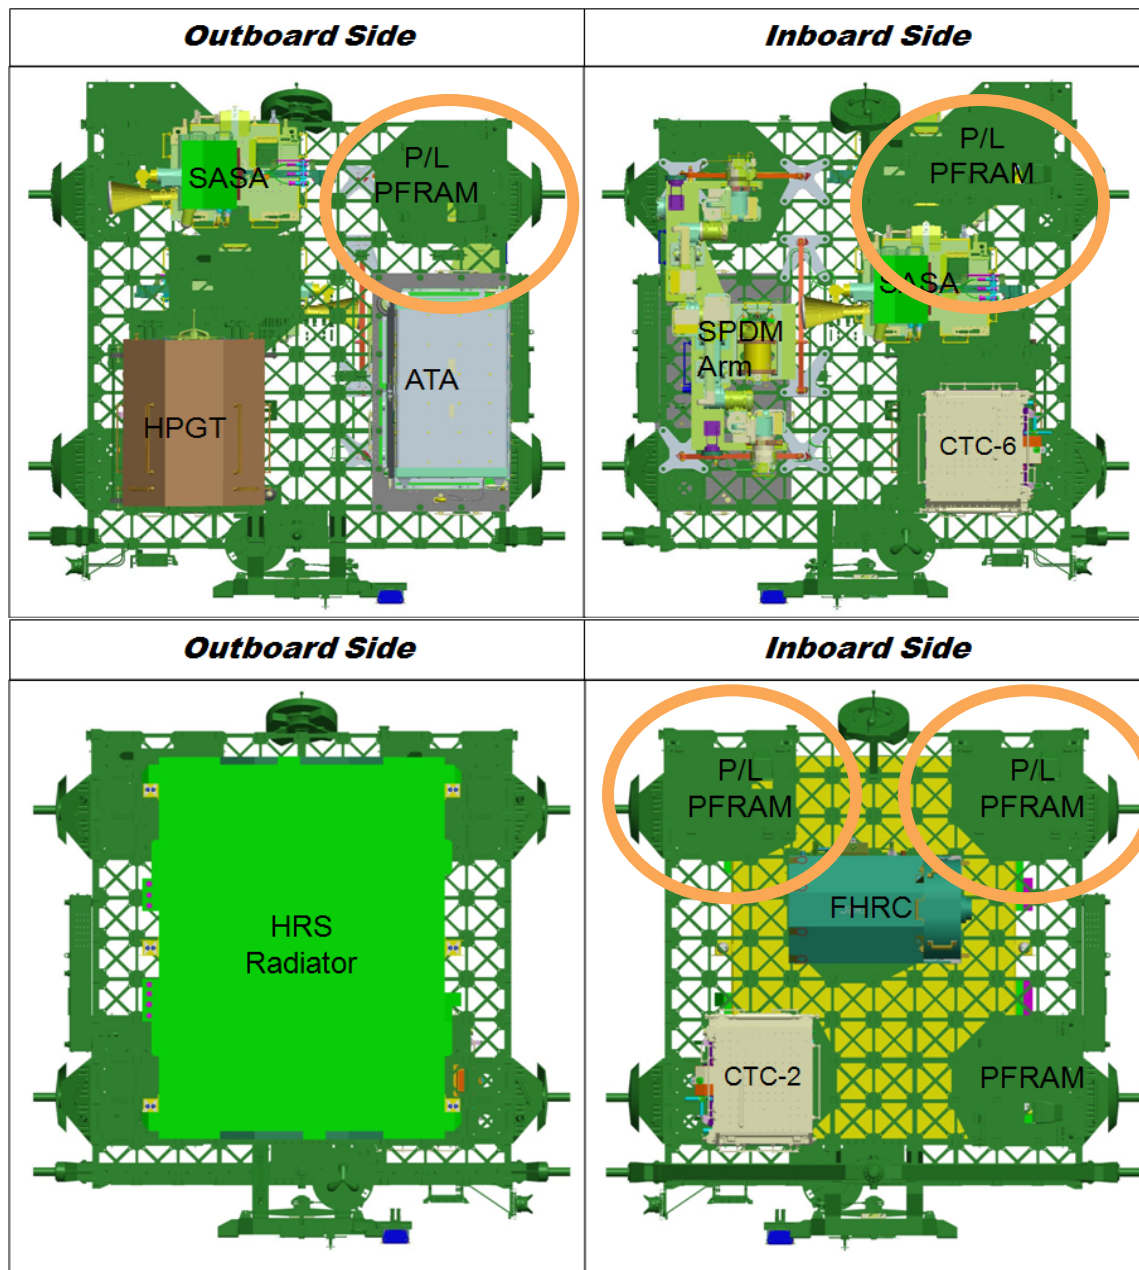 Outboard Side
Inboard Side
SASA
P/L
PFRAM
HPGT
ATA
P/L
PFRAM
SASA
SPDM
Arm
CTC-6
Outboard Side
Inboard Side
HRS
Radiator
P/L
PFRAM
P/L
PFRAM
FHRC
CTC-2
PFRAM